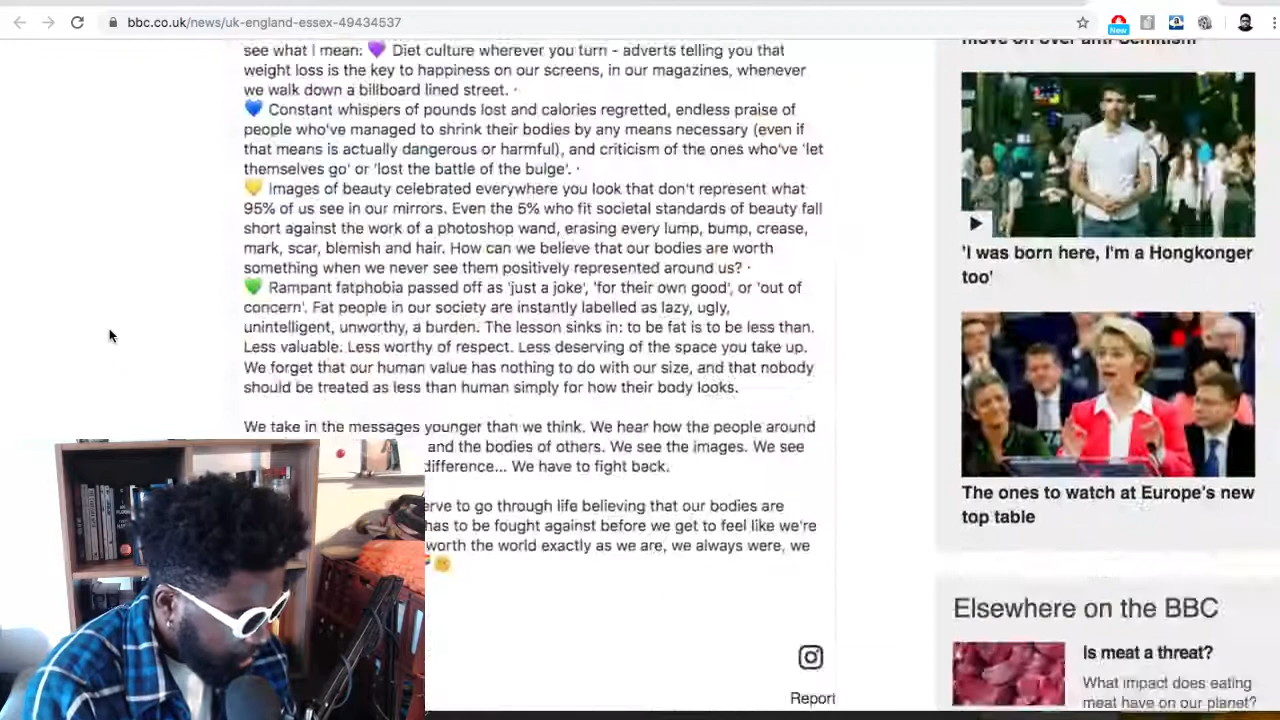 bbc.co.uk/news/uk-england-essex-49434537
New
see what I mean: 💜 Diet culture wherever you turn - adverts telling you that
weight loss is the key to happiness on our screens, in our magazines, whenever
we walk down a billboard lined street. ·
💙 Constant whispers of pounds lost and calories regretted, endless praise of
people who've managed to shrink their bodies by any means necessary (even if
that means is actually dangerous or harmful), and criticism of the ones who've 'let
themselves go' or 'lost the battle of the bulge'. ·
💛 Images of beauty celebrated everywhere you look that don't represent what
95% of us see in our mirrors. Even the 5% who fit societal standards of beauty fall
short against the work of a photoshop wand, erasing every lump, bump, crease,
mark, scar, blemish and hair. How can we believe that our bodies are worth
something when we never see them positively represented around us? ·
💚 Rampant fatphobia passed off as 'just a joke', 'for their own good', or 'out of
concern'. Fat people in our society are instantly labelled as lazy, ugly,
unintelligent, unworthy, a burden. The lesson sinks in: to be fat is to be less than.
Less valuable. Less worthy of respect. Less deserving of the space you take up.
We forget that our human value has nothing to do with our size, and that nobody
should be treated as less than human simply for how their body looks.
We take in the messages younger than we think. We hear how the people around
and the bodies of others. We see the images. We see
difference... We have to fight back.
erve to go through life believing that our bodies are
has to be fought against before we get to feel like we're
worth the world exactly as we are, we always were, we
Report
move on over anti-Semitism
'I was born here, I'm a Hongkonger
too'
The ones to watch at Europe's new
top table
Elsewhere on the BBC
Is meat a threat?
What impact does eating
meat have on our planet?